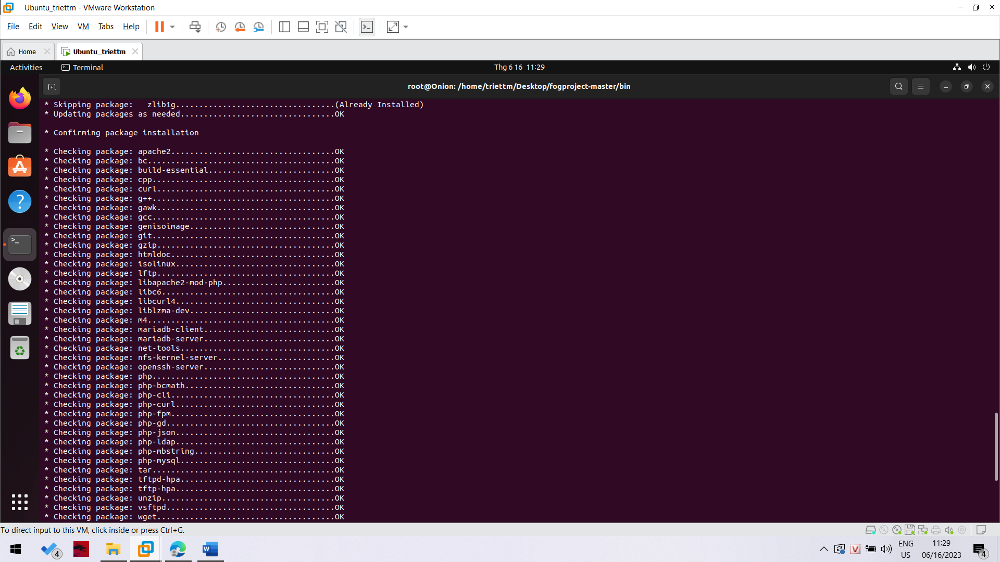 Ubuntu_triettm - VMware Workstation
File Edit View VM Tabs Help
Home
Ubuntu_triettm
Activities
Terminal
Thg 6 16 11:29
root@Onion: /home/triettm/Desktop/fogproject-master/bin
* Skipping package:   zlib1g..................................(Already Installed)
* Updating packages as needed.................................OK
* Confirming package installation
* Checking package: apache2...................................OK
* Checking package: bc........................................OK
* Checking package: build-essential...........................OK
* Checking package: cpp.......................................OK
* Checking package: curl......................................OK
* Checking package: g++.......................................OK
* Checking package: gawk......................................OK
* Checking package: gcc.......................................OK
* Checking package: genisoimage...............................OK
* Checking package: git.......................................OK
* Checking package: gzip......................................OK
* Checking package: htmldoc...................................OK
* Checking package: isolinux..................................OK
* Checking package: lftp......................................OK
* Checking package: libapache2-mod-php........................OK
* Checking package: libc6.....................................OK
* Checking package: libcurl4..................................OK
* Checking package: liblzma-dev...............................OK
* Checking package: m4........................................OK
* Checking package: mariadb-client............................OK
* Checking package: mariadb-server............................OK
* Checking package: net-tools.................................OK
* Checking package: nfs-kernel-server.........................OK
* Checking package: openssh-server............................OK
* Checking package: php.......................................OK
* Checking package: php-bcmath................................OK
* Checking package: php-cli...................................OK
* Checking package: php-curl..................................OK
* Checking package: php-fpm...................................OK
* Checking package: php-gd....................................OK
* Checking package: php-json..................................OK
* Checking package: php-ldap..................................OK
* Checking package: php-mbstring..............................OK
* Checking package: php-mysql.................................OK
* Checking package: tar.......................................OK
* Checking package: tftpd-hpa.................................OK
* Checking package: tftp-hpa..................................OK
* Checking package: unzip.....................................OK
* Checking package: vsftpd....................................OK
* Checking package: wget......................................OK
To direct input to this VM, click inside or press Ctrl+G.
4
W
V
ENG
US
11:29
06/16/2023
4